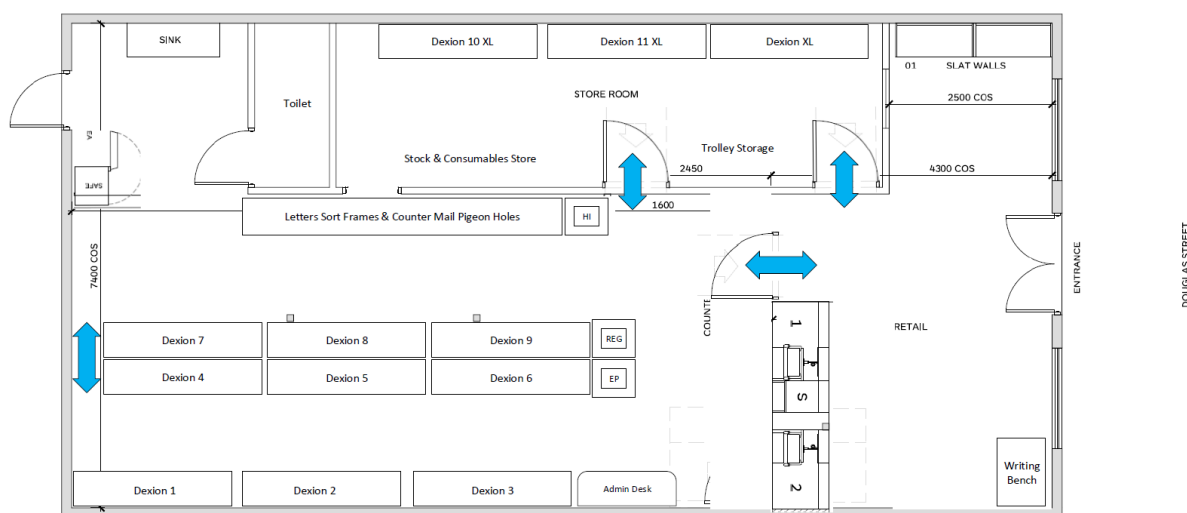 SINK
Dexion 10 XL
Dexion 11 XL
Dexion XL
01 SLAT WALLS
2500 COS
Toilet
STORE ROOM
EA
SAFE
Stock & Consumables Store
Trolley Storage
2450
4300 COS
Letters Sort Frames & Counter Mail Pigeon Holes
HI
1600
7400 COS
ENTRANCE
DOUGLAS STREET
COUNTE
1
RETAIL
Dexion 7
Dexion 8
Dexion 9
REG
Dexion 4
Dexion 5
Dexion 6
EP
S
2
Writing
Bench
Dexion 1
Dexion 2
Dexion 3
Admin Desk